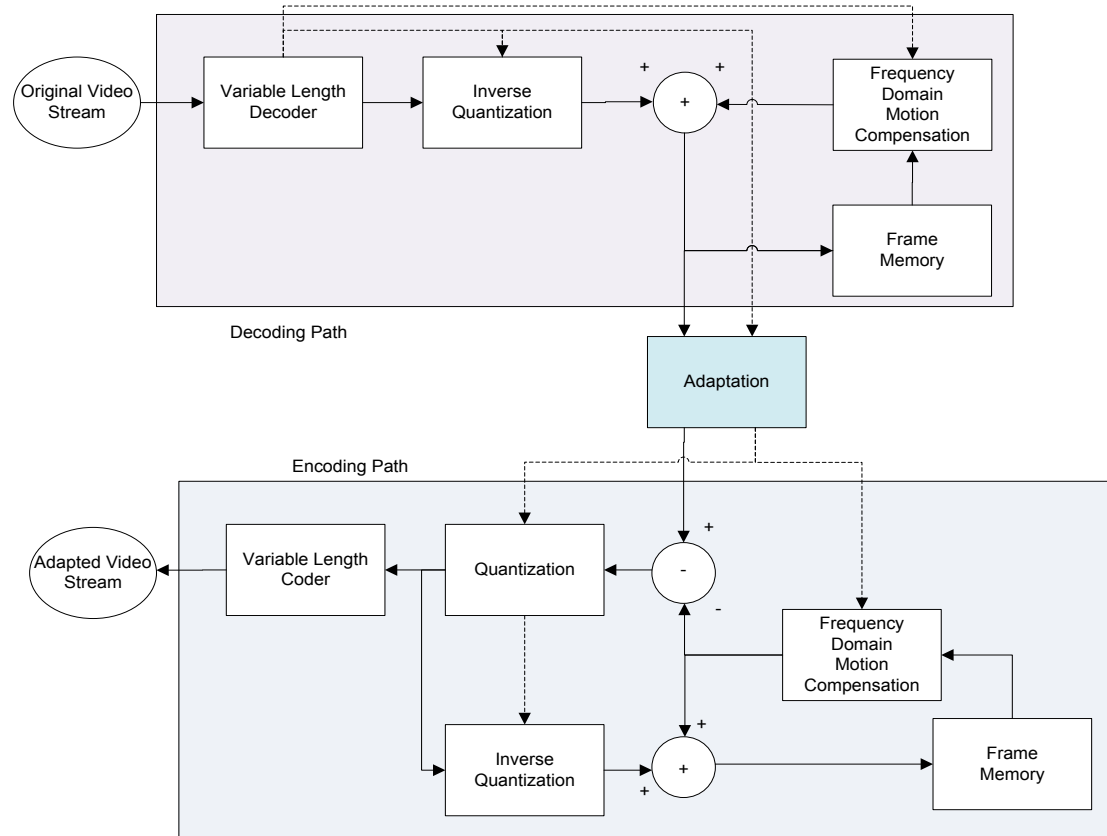 Original Video
Stream
Variable Length
Decoder
Inverse
Quantization
+
+
+
Frequency
Domain
Motion
Compensation
Frame
Memory
Decoding Path
Adaptation
Encoding Path
Adapted Video
Stream
Variable Length
Coder
Quantization
+
-
-
Frequency
Domain
Motion
Compensation
Inverse
Quantization
+
+
+
Frame
Memory